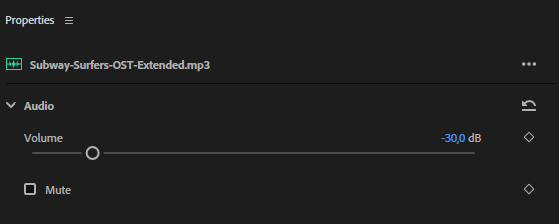 Properties
Subway-Surfers-OST-Extended.mp3
Audio
Volume -30,0 dB
Mute